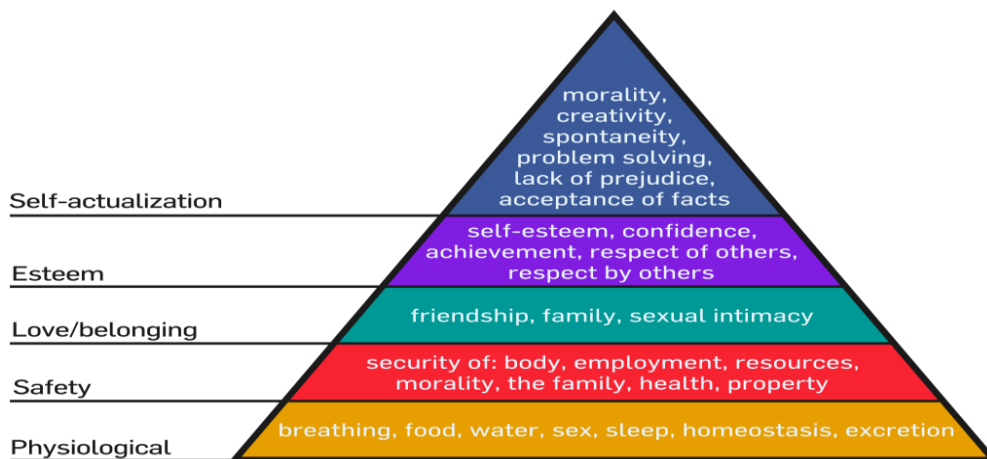 morality,
creativity,
spontaneity,
problem solving,
lack of prejudice,
acceptance of facts
Self-actualization
self-esteem, confidence,
achievement, respect of others,
respect by others
Esteem
friendship, family, sexual intimacy
Love/belonging
security of: body, employment, resources,
morality, the family, health, property
Safety
breathing, food, water, sex, sleep, homeostasis, excretion
Physiological